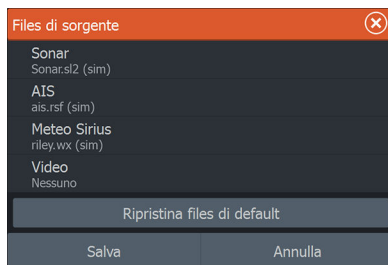 Files di sorgente
Sonar
Sonar.sl2 (sim)
AIS
ais.rsf (sim)
Meteo Sirius
riley.wx (sim)
Video
Nessuno
Ripristina files di default
Salva
Annulla